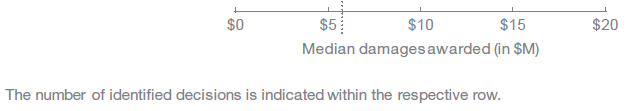 $0 $5 $10 $15 $20
Median damages awarded (in $M)
The number of identified decisions is indicated within the respective row.